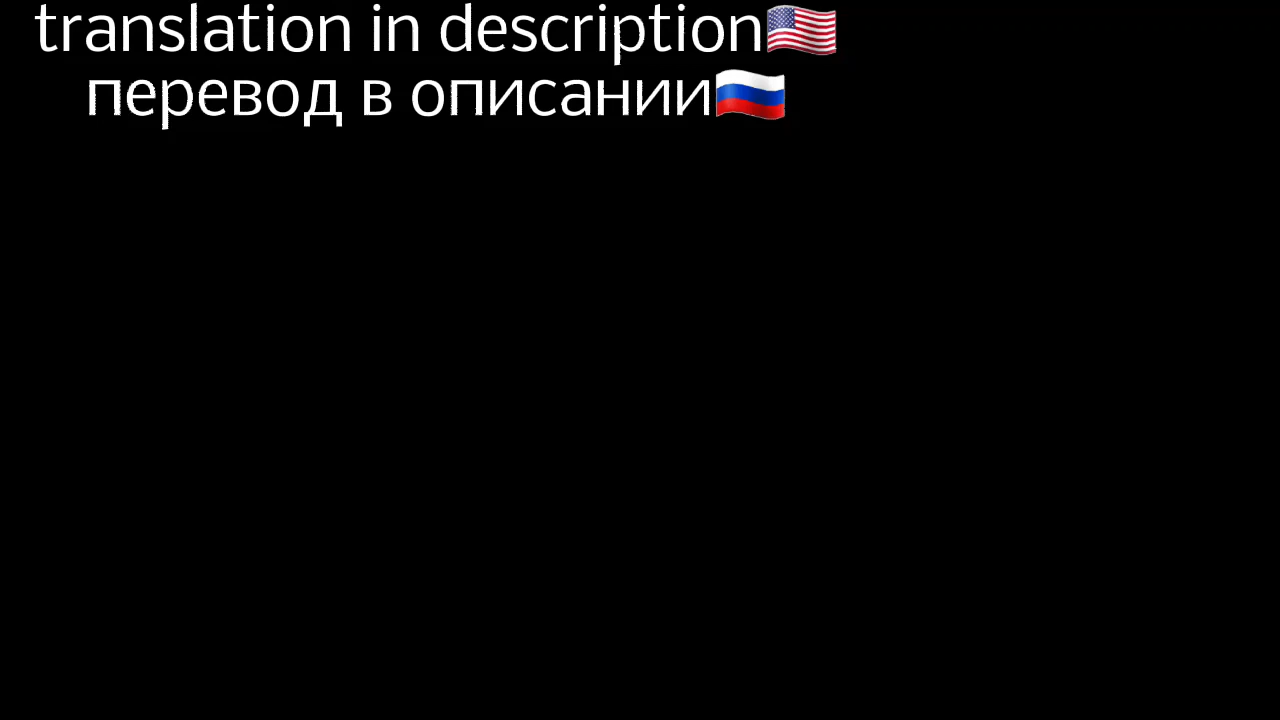 translation in description🇺🇸
перевод в описании🇷🇺